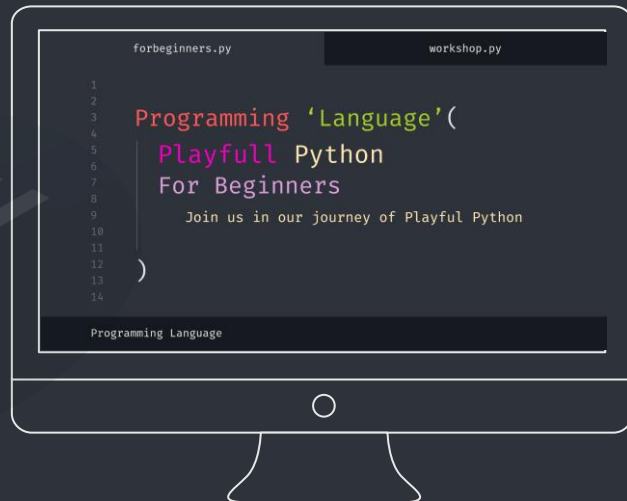 forbeginners.py workshop.py
1
2
3
4
5
6
7
8
9
10
11
12
13
14
Programming ‘Language’(
Playfull Python
For Beginners
Join us in our journey of Playful Python
)
Programming Language